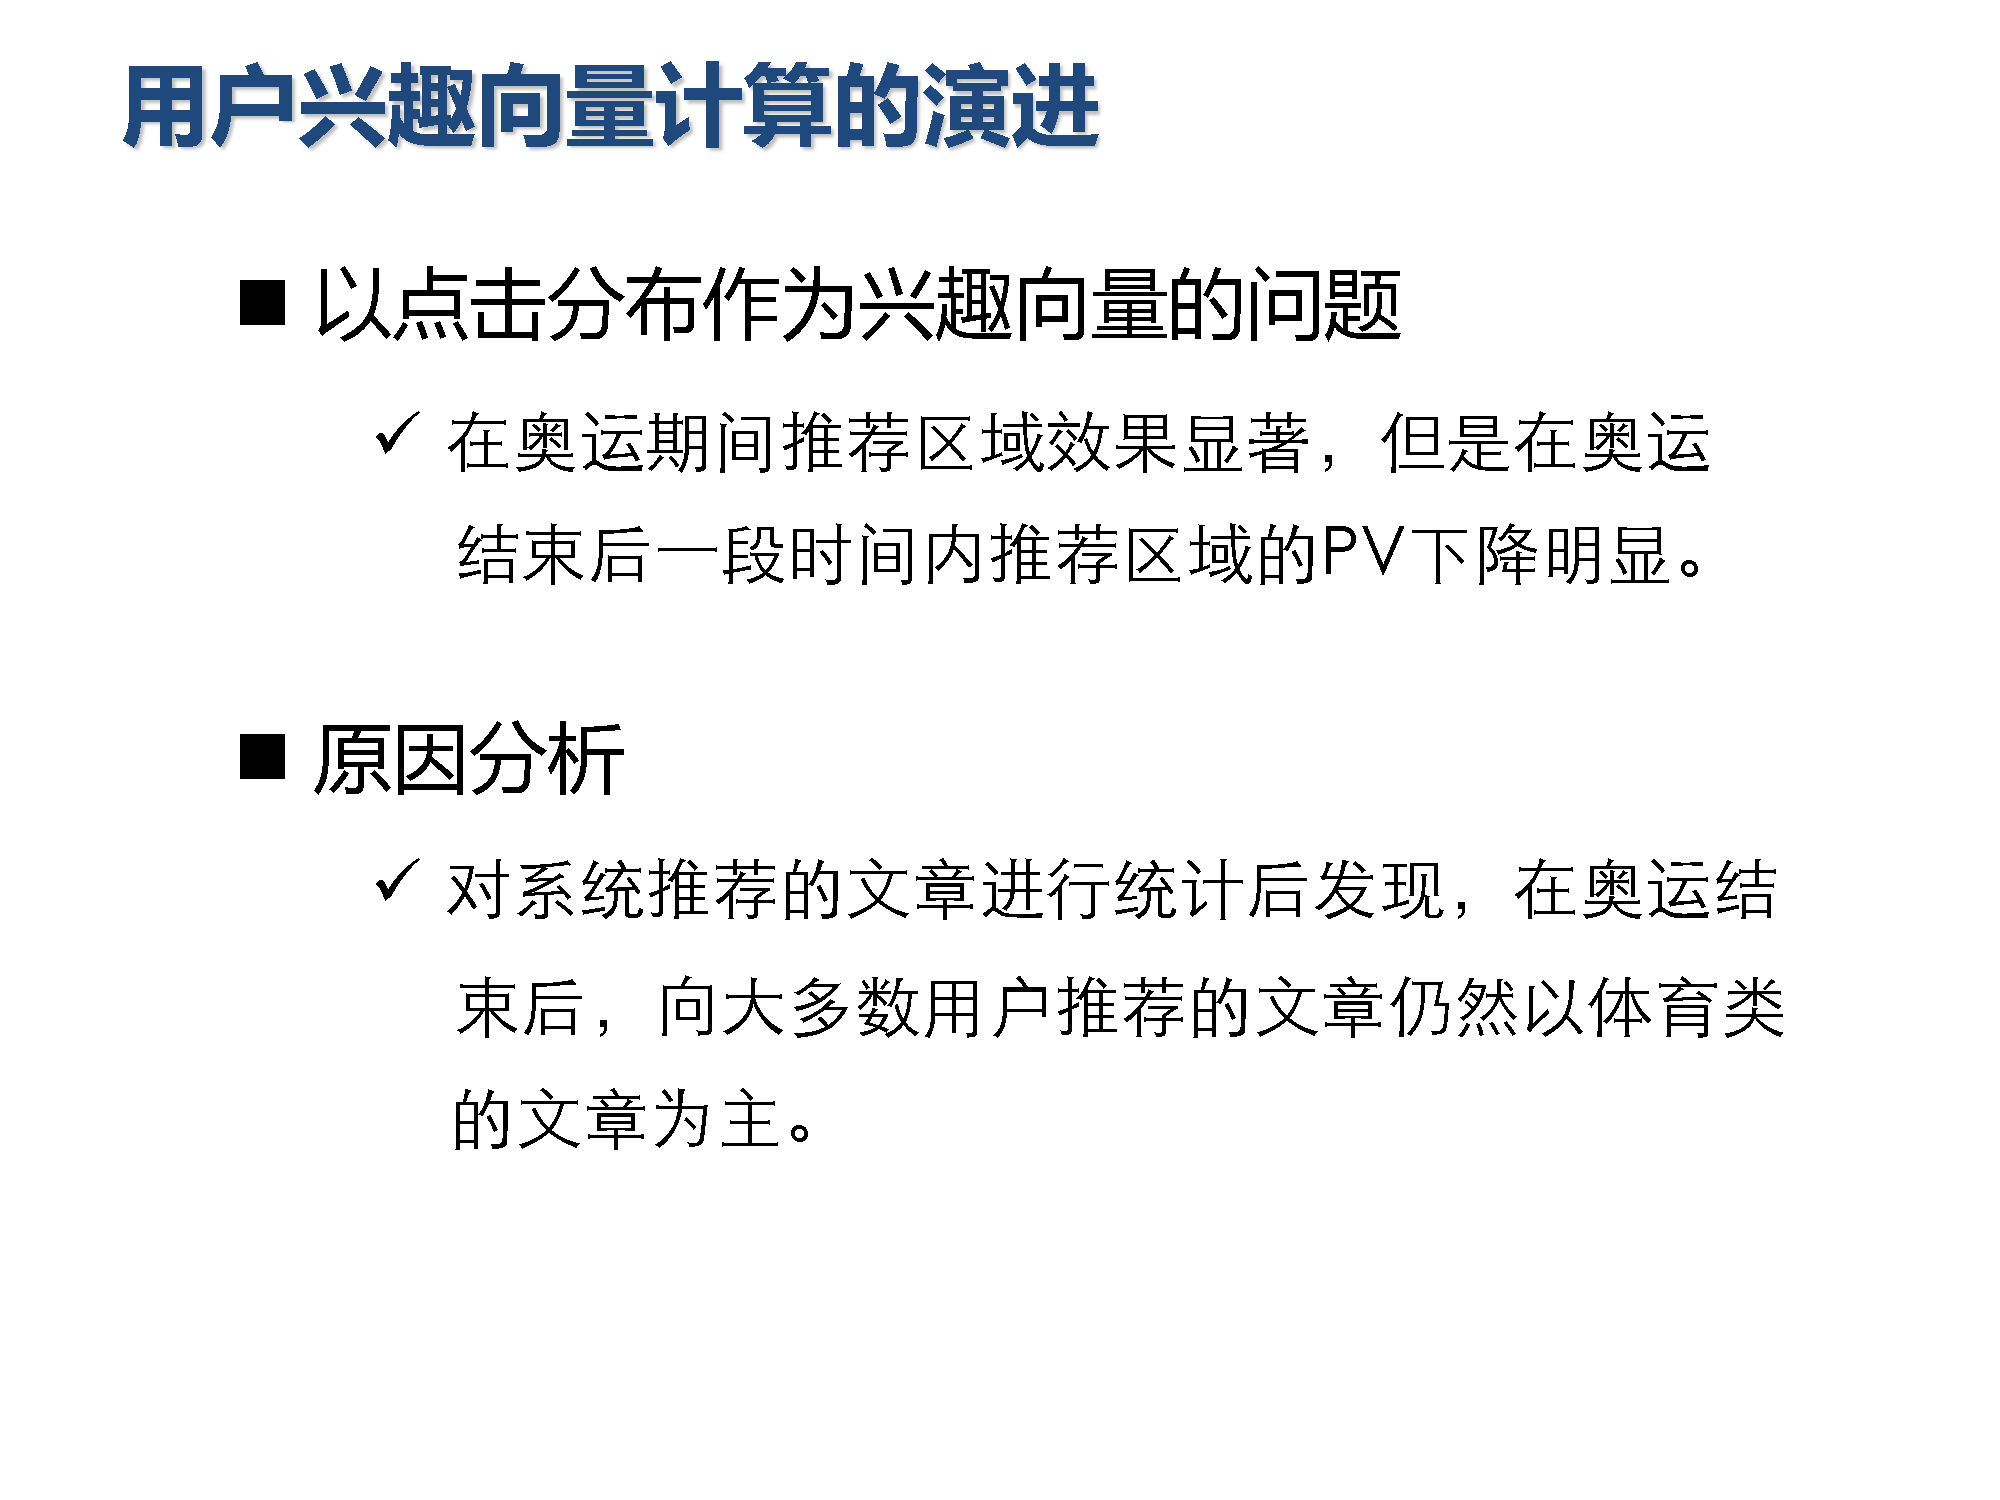 用户兴趣向量计算的演进
■ 以点击分布作为兴趣向量的问题
✓ 在奥运期间推荐区域效果显著，但是在奥运
结束后一段时间内推荐区域的PV下降明显。
■ 原因分析
✓ 对系统推荐的文章进行统计后发现，在奥运结
束后，向大多数用户推荐的文章仍然以体育类
的文章为主。